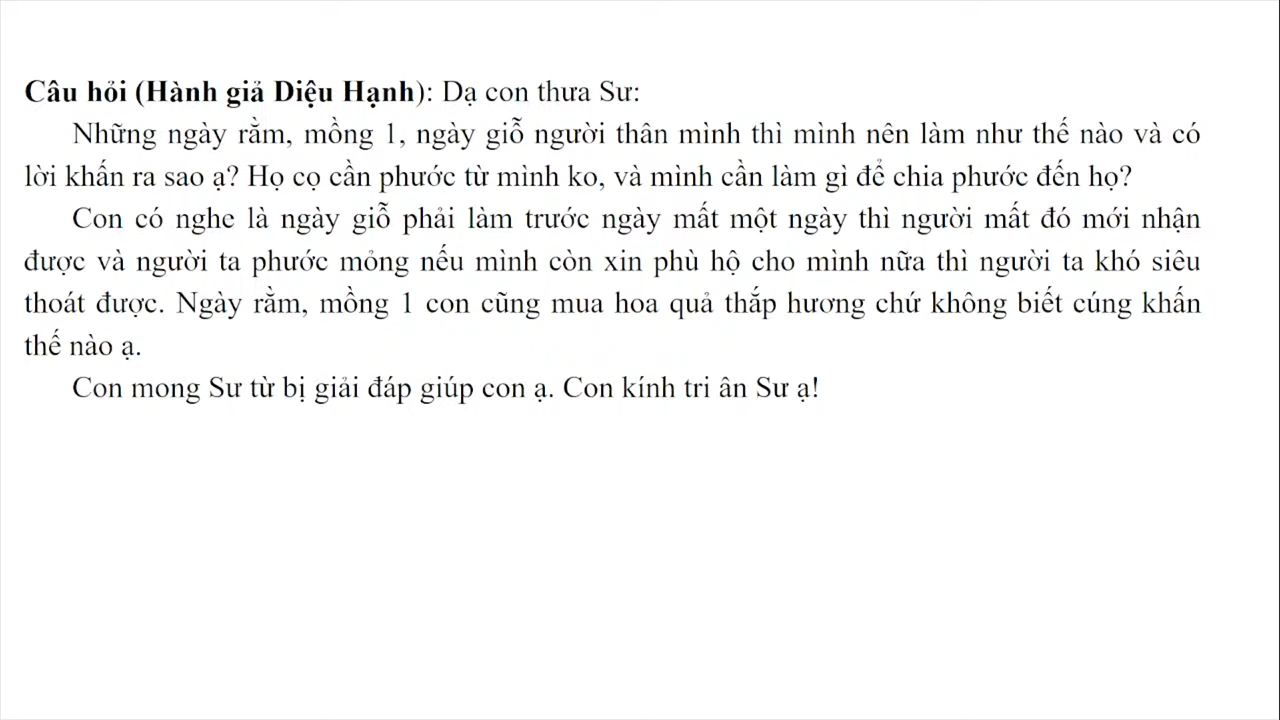 Câu hỏi (Hành giả Diệu Hạnh): Dạ con thưa Sư:
Những ngày rằm, mồng 1, ngày giỗ người thân mình thì mình nên làm như thế nào và có
lời khấn ra sao ạ? Họ cọ cần phước từ mình ko, và mình cần làm gì để chia phước đến họ?
Con có nghe là ngày giỗ phải làm trước ngày mất một ngày thì người mất đó mới nhận
được và người ta phước mỏng nếu mình còn xin phù hộ cho mình nữa thì người ta khó siêu
thoát được. Ngày rằm, mồng 1 con cũng mua hoa quả thắp hương chứ không biết cúng khấn
thế nào ạ.
Con mong Sư từ bị giải đáp giúp con ạ. Con kính tri ân Sư ạ!